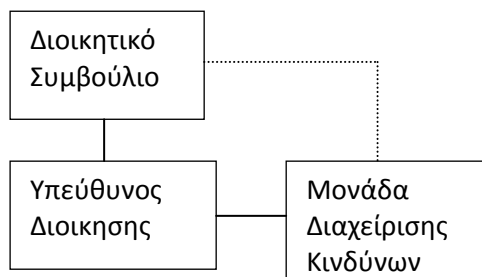 Διοικητικό
Συμβούλιο
Υπεύθυνος
Διοικησης
Μονάδα
Διαχείρισης
Κινδύνων